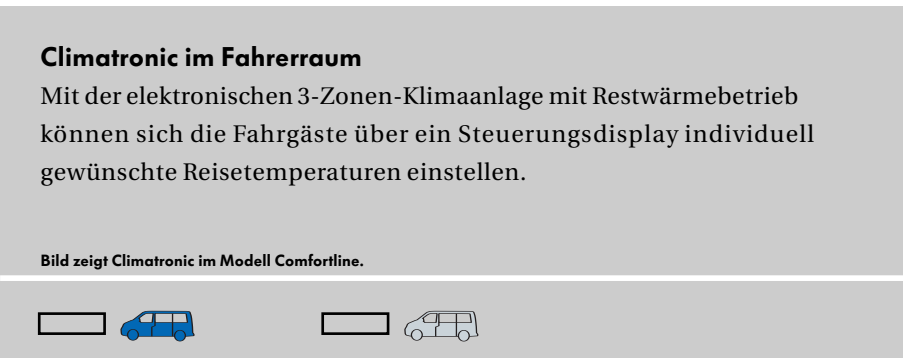 Climatronic im Fahrerraum
Mit der elektronischen 3-Zonen-Klimaanlage mit Restwärmebetrieb
können sich die Fahrgäste über ein Steuerungsdisplay individuell
gewünschte Reisetemperaturen einstellen.
Bild zeigt Climatronic im Modell Comfortline.